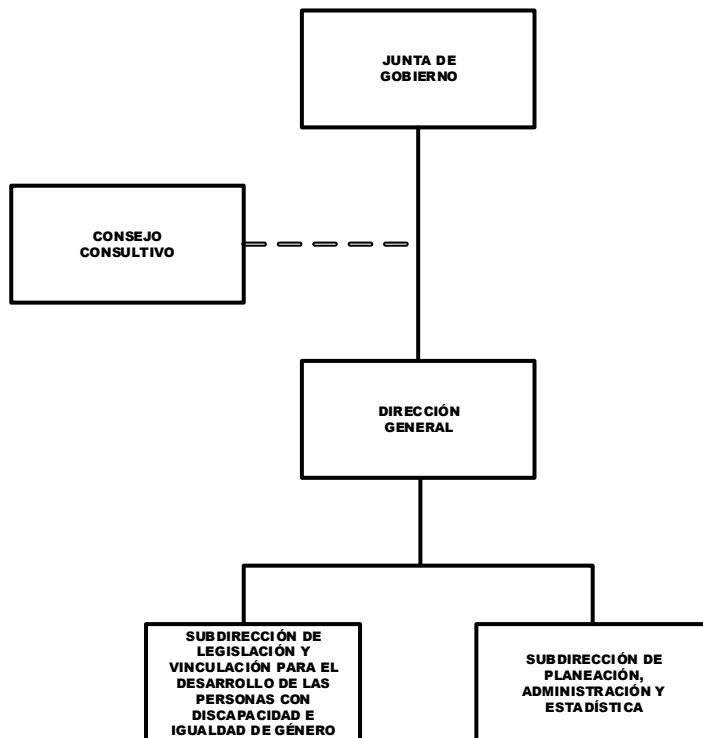 JUNTA DE
GOBIERNO
CONSEJO
CONSULTIVO
DIRECCIÓN
GENERAL
SUBDIRECCIÓN DE
LEGISLACIÓN Y
VINCULACIÓN PARA EL
DESARROLLO DE LAS
PERSONAS CON
DISCAPACIDAD E
IGUALDAD DE GÉNERO
SUBDIRECCIÓN DE
PLANEACIÓN,
ADMINISTRACIÓN Y
ESTADÍSTICA